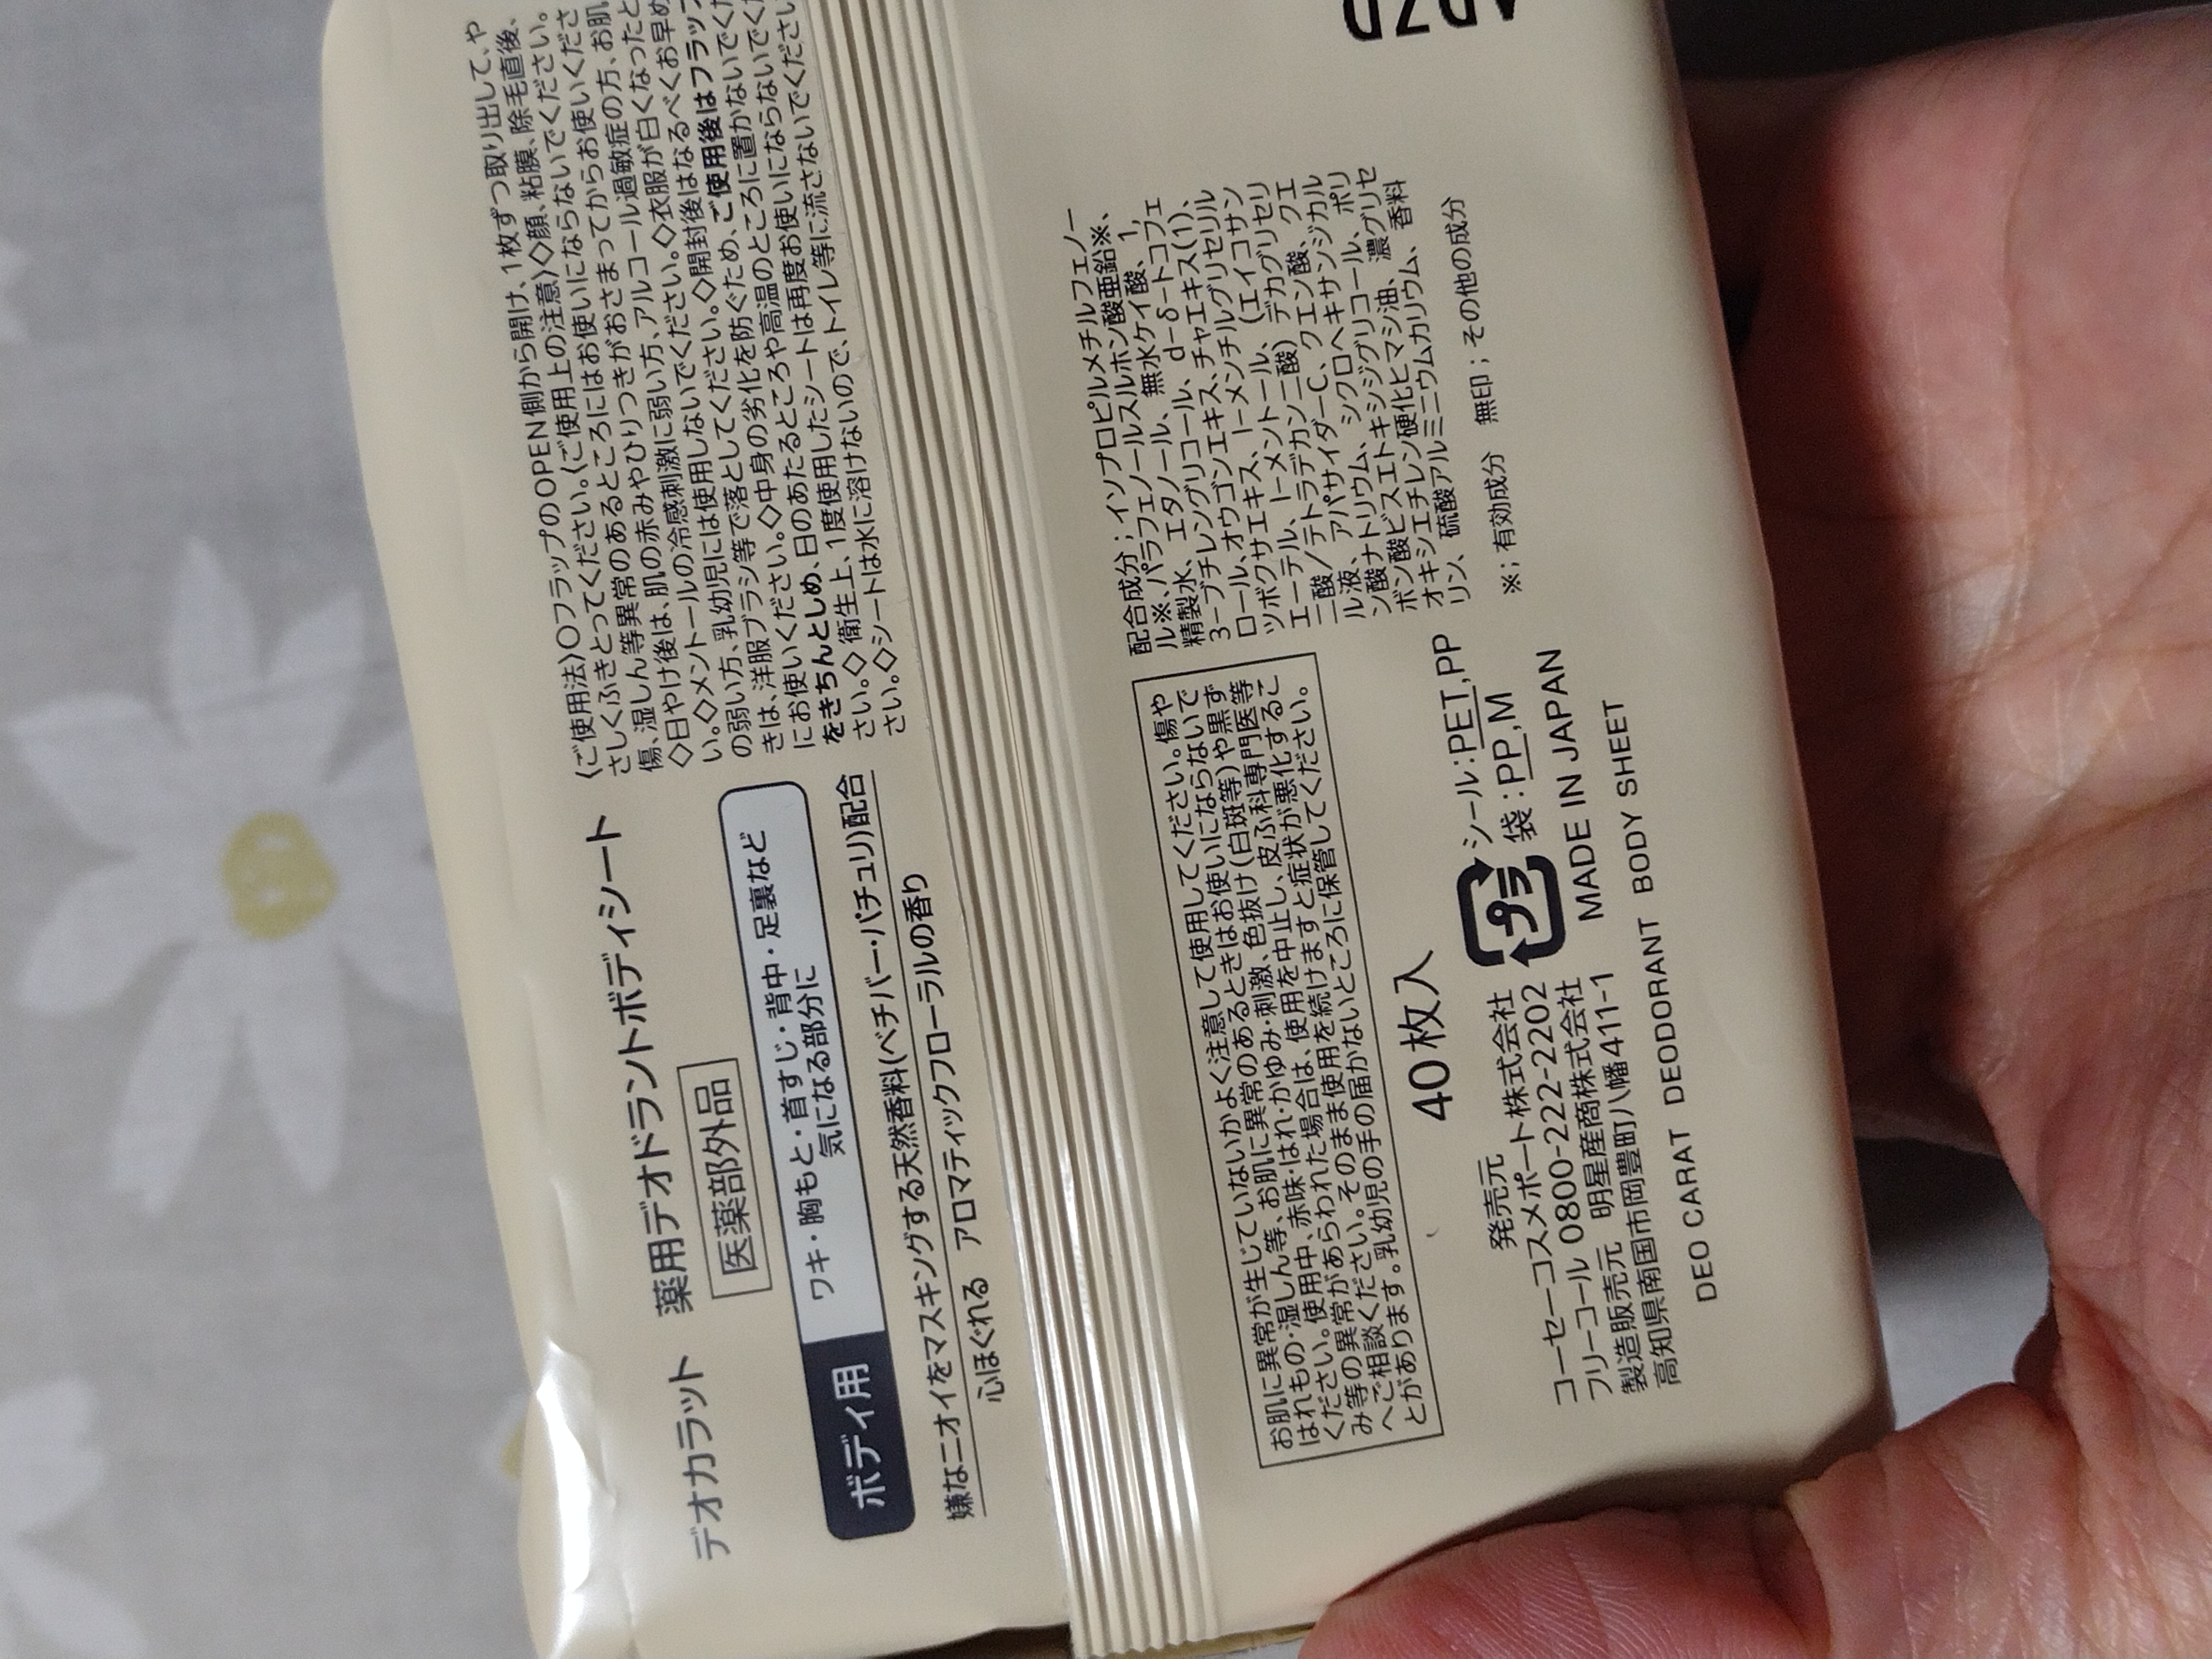 デオカラット 薬用デオドラントボディシート
医薬部外品
ボディ用
ワキ・胸もと・首すじ・背中・足裏など
気になる部分に
嫌なニオイをマスキングする天然香料(ベチバー・パチュリ)配合
心ほぐれる アロマティックフローラルの香り
〈ご使用法〉○フラップのOPEN側から開け、1枚ずつ取り出して、や
さしくふきとってください。〈ご使用上の注意〉◇顔、粘膜、除毛直後、
傷、湿しん等異常のあるところにはお使いにならないでください。
◇日やけ後は、肌の赤みやひりつきがおさまってからお使いくださ
い。◇メントールの冷感刺激に弱い方、アルコール過敏症の方、お肌
の弱い方、乳幼児には使用しないでください。◇衣服が白くなったと
きは、洋服ブラシ等で落としてください。◇開封後はなるべくお早め
にお使いください。◇中身の劣化を防ぐため、ご使用後はフラップ
をきちんとしめ、日のあたるところや高温のところに置かないでくだ
さい。◇衛生上、1度使用したシートは再度お使いにならないでくだ
さい。◇シートは水に溶けないので、トイレ等に流さないでください
お肌に異常が生じていないかよく注意して使用してください。傷や
はれもの・湿しん等、お肌に異常のあるときはお使いにならないで
ください。使用中、赤味・はれ・かゆみ・刺激、色抜け(白斑等)や黒ず
み等の異常があらわれた場合は、使用を中止し、皮ふ科専門医等
へご相談ください。そのまま使用を続けますと症状が悪化するこ
とがあります。乳幼児の手の届かないところに保管してください。
40枚入
発売元
コーセーコスメポート株式会社
フリーコール 0800-222-2202
製造販売元 明星産商株式会社
高知県南国市岡豊町八幡411-1
DEO CARAT DEODORANT BODY SHEET
プラ
シール:PET,PP
袋:PP,M
MADE IN JAPAN
配合成分;イソプロピルメチルフェノー
ル※、パラフェノールスルホン酸亜鉛※、
精製水、エタノール、無水ケイ酸、1,
3-ブチレングリコール、d-δ-トコフェ
ロール、オウゴンエキス、チャエキス(1)、
ツボクサエキス、l-メンチルグリセリル
エーテル、l-メントール、(エイコサン
二酸/テトラデカン二酸)デカグリセリ
ル液、アパサイダーC、クエン酸、クエ
ン酸ナトリウム、シクロヘキサンジカル
ボン酸ビスエトキシジグリコール、ポリ
オキシエチレン硬化ヒマシ油、濃グリセ
リン、硫酸アルミニウムカリウム、香料
※;有効成分 無印;その他の成分